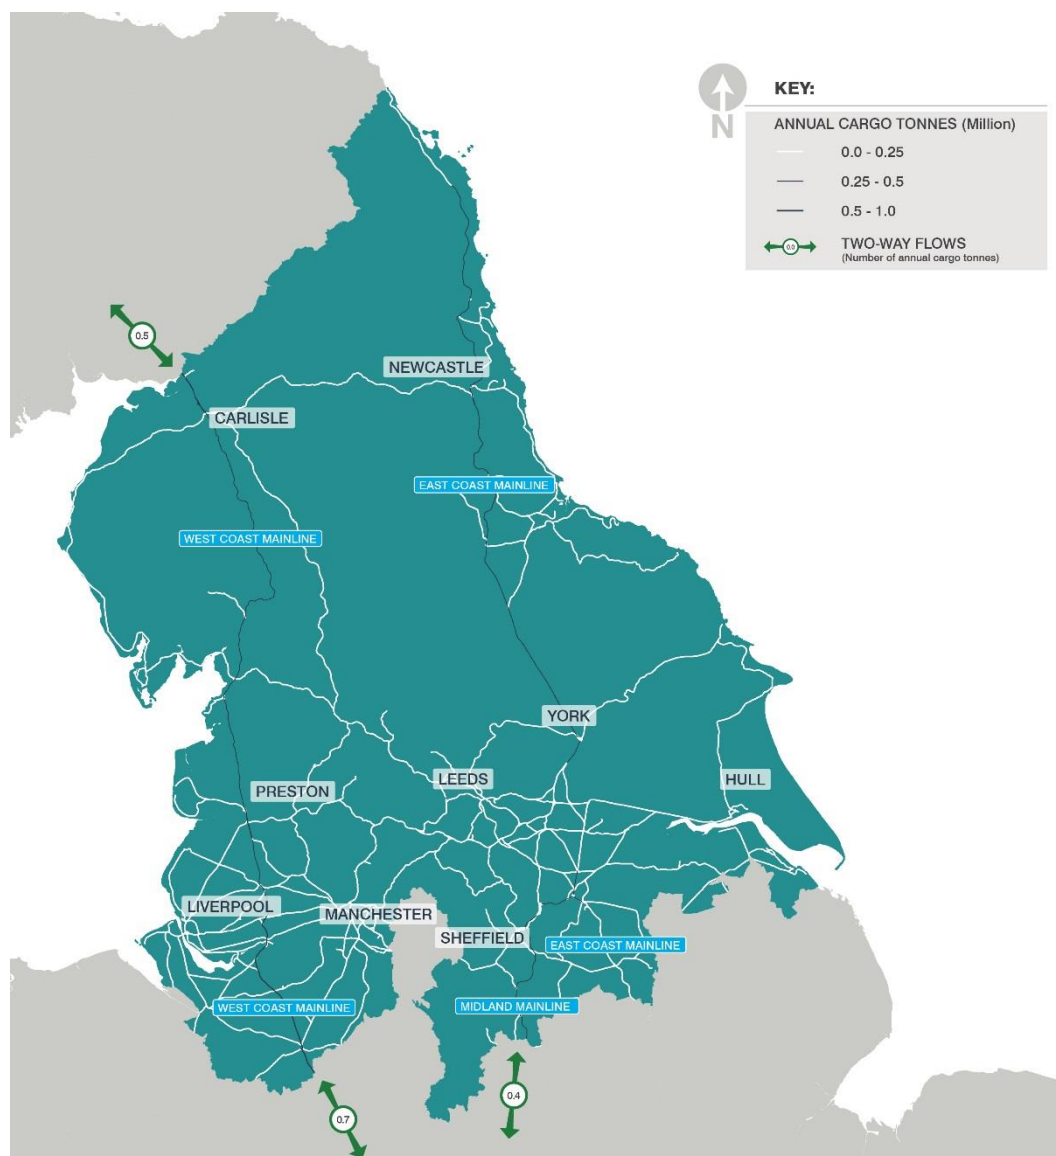 KEY:
N
ANNUAL CARGO TONNES (Million)
0.0 - 0.25
0.25 - 0.5
0.5 - 1.0
0.0
TWO-WAY FLOWS
(Number of annual cargo tonnes)
0.5
NEWCASTLE
CARLISLE
EAST COAST MAINLINE
WEST COAST MAINLINE
YORK
LEEDS
HULL
PRESTON
LIVERPOOL
MANCHESTER
SHEFFIELD
EAST COAST MAINLINE
WEST COAST MAINLINE
MIDLAND MAINLINE
0.4
0.7